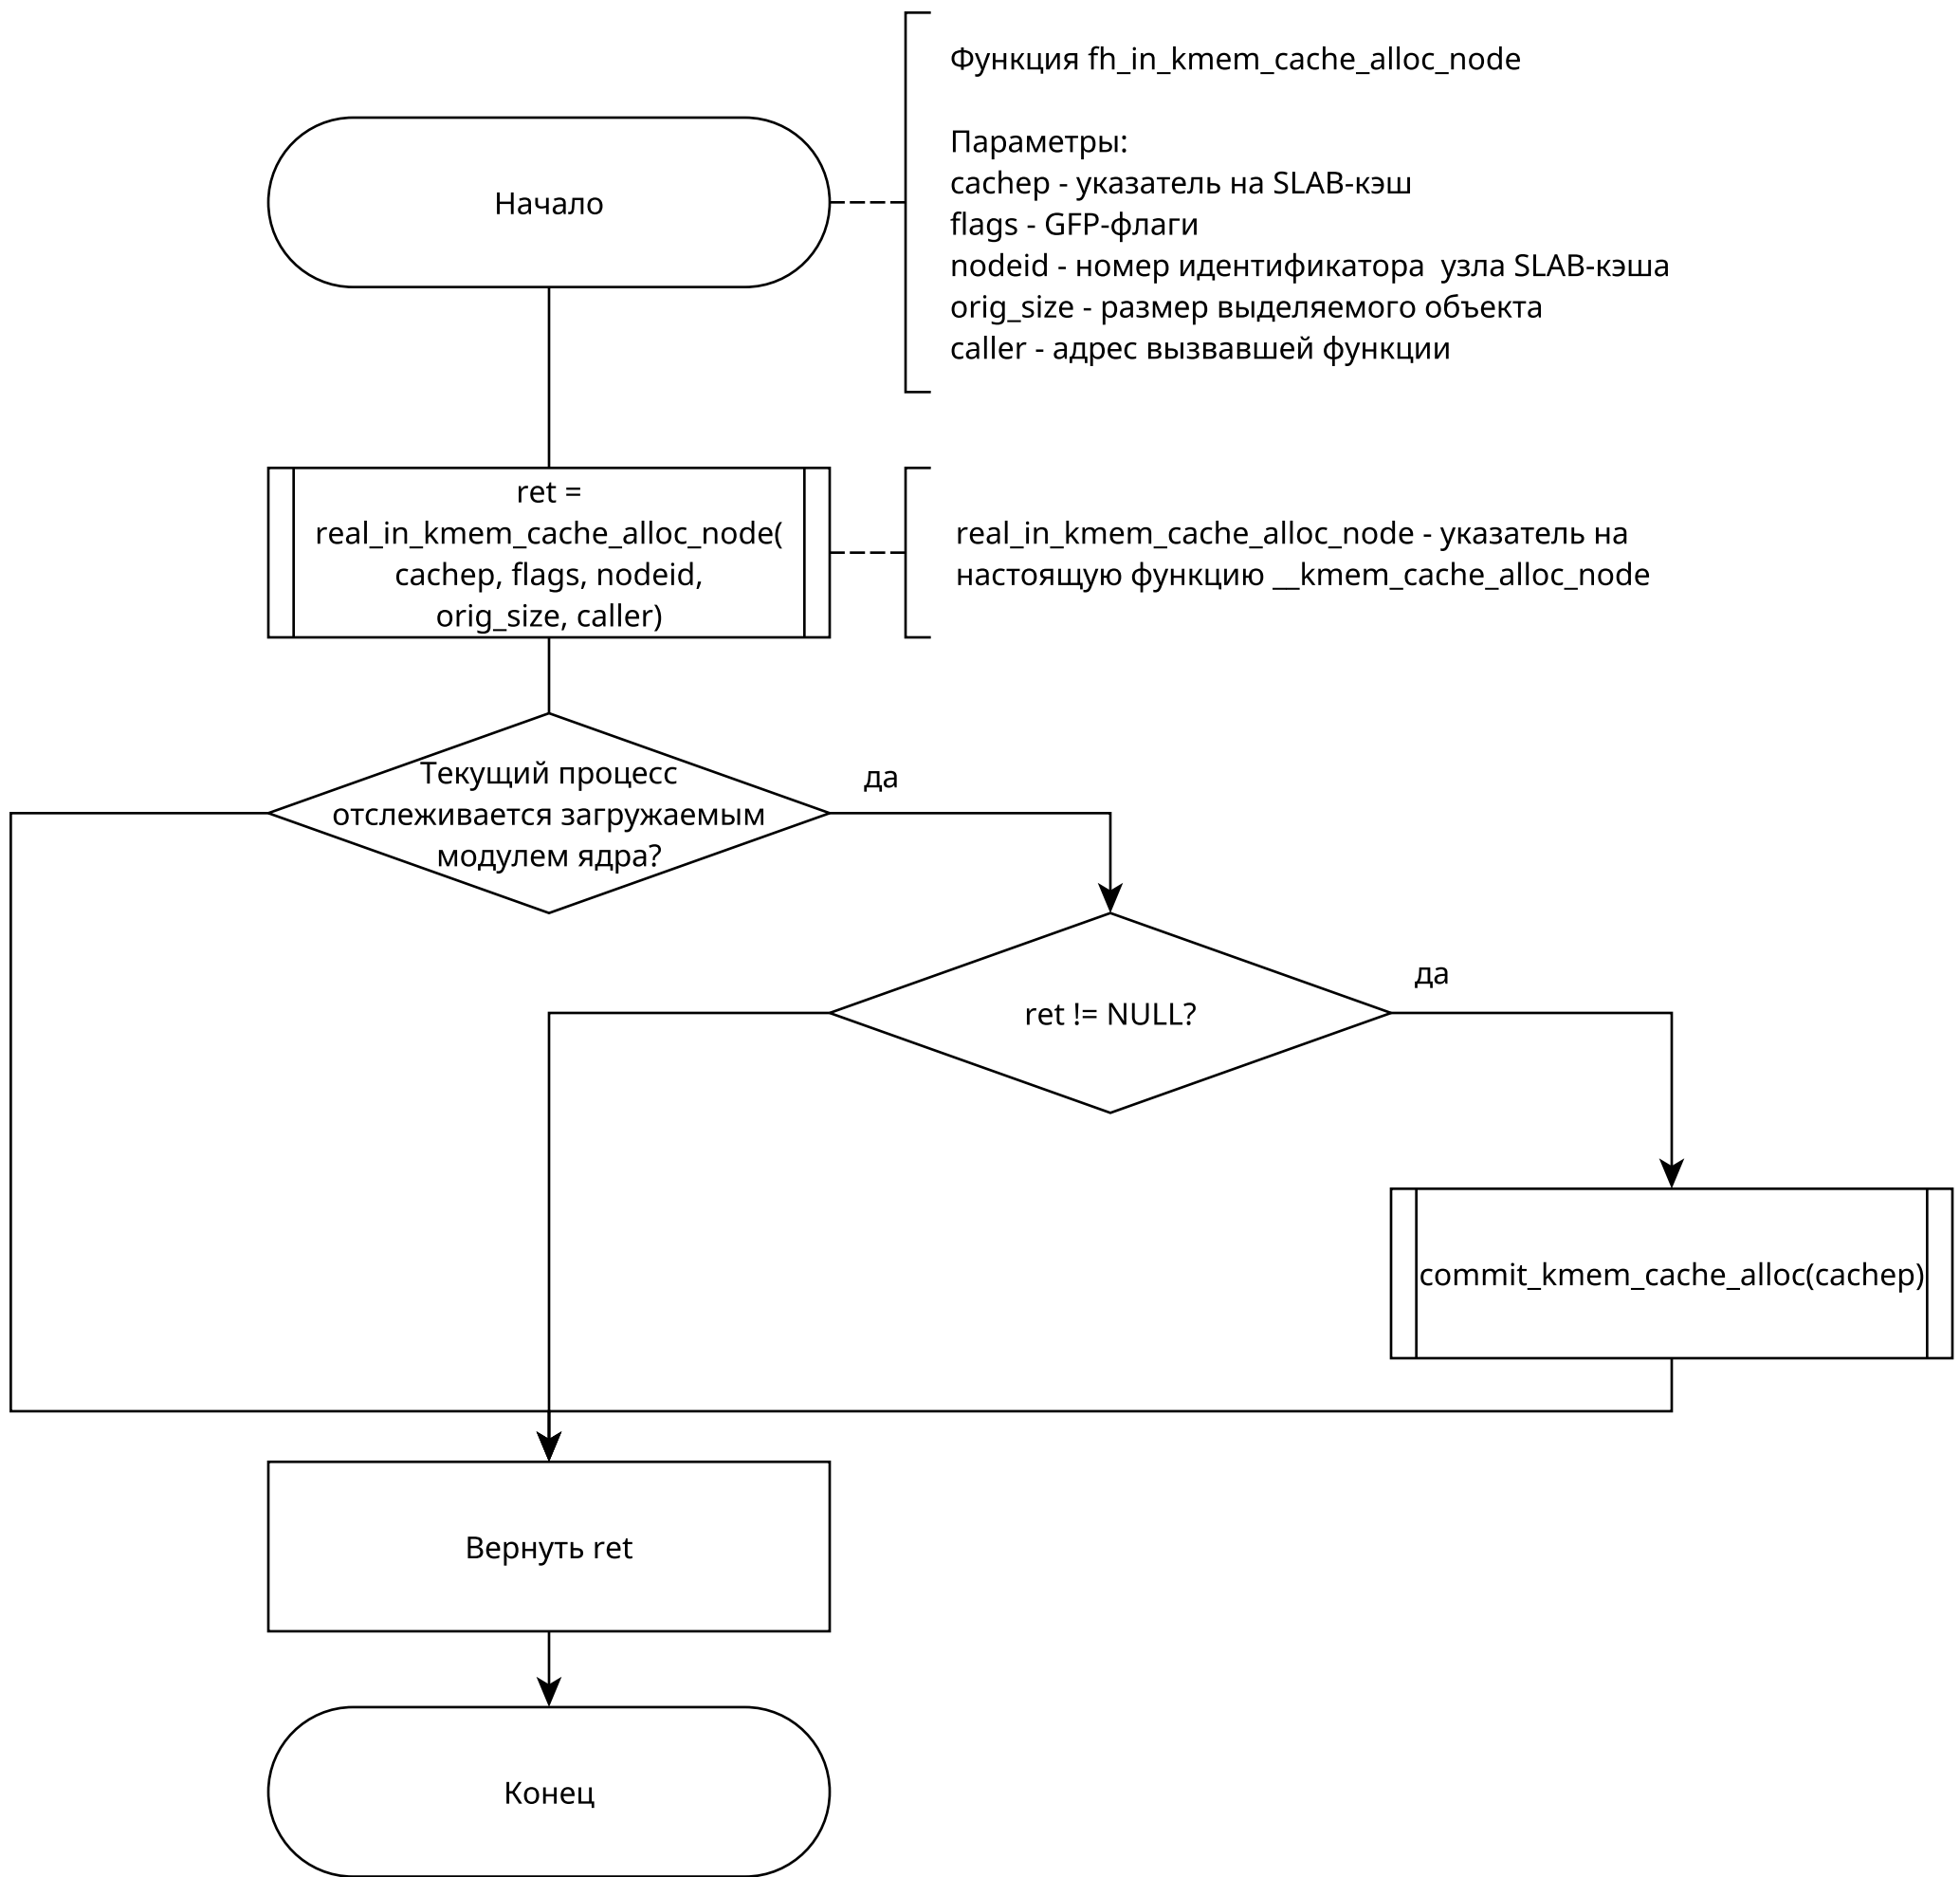 Функция fh_in_kmem_cache_alloc_node
Параметры:
cachep - указатель на SLAB-кэш
flags - GFP-флаги
nodeid - номер идентификатора  узла SLAB-кэша
orig_size - размер выделяемого объекта
caller - адрес вызвавшей функции
Начало
ret =
real_in_kmem_cache_alloc_node(
cachep, flags, nodeid,
orig_size, caller)
real_in_kmem_cache_alloc_node - указатель на
настоящую функцию __kmem_cache_alloc_node
Текущий процесс
отслеживается загружаемым
модулем ядра?
да
ret != NULL?
да
commit_kmem_cache_alloc(cachep)
Вернуть ret
Конец